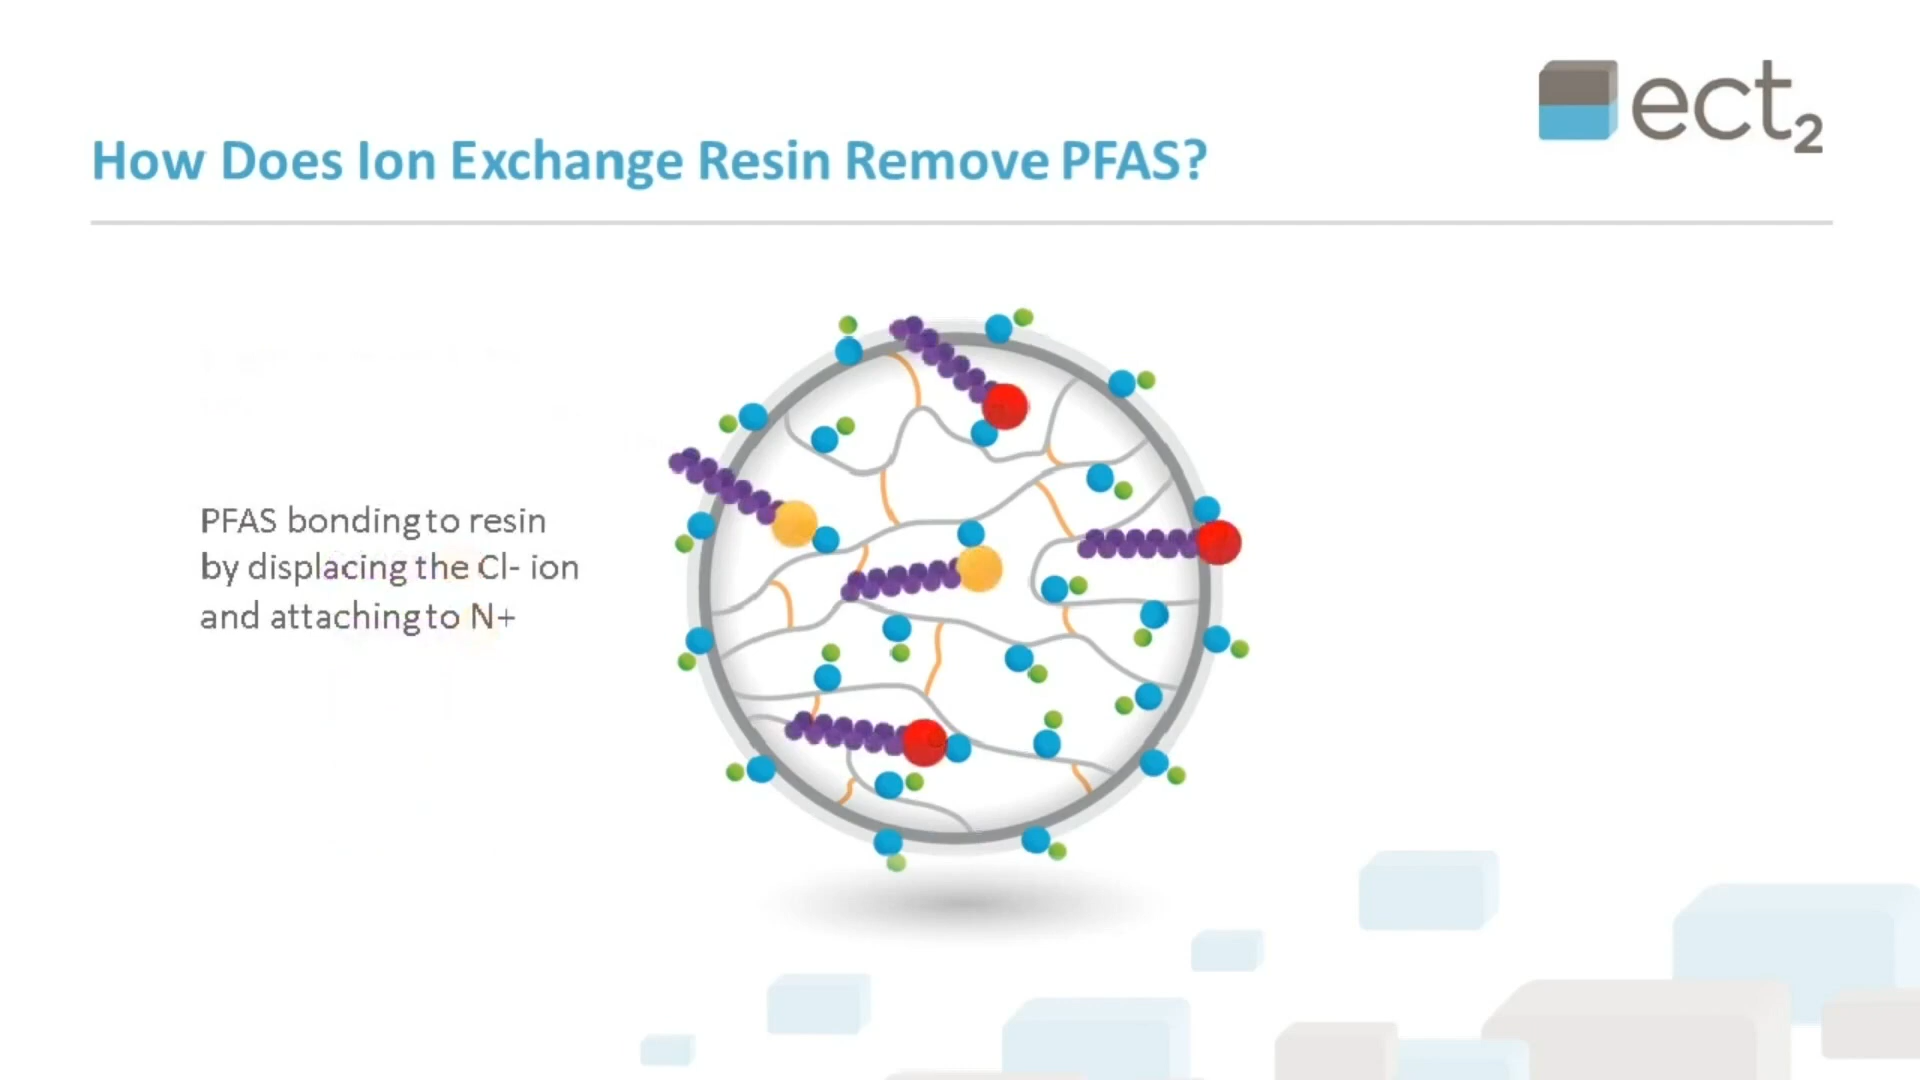 ect2
How Does Ion Exchange Resin Remove PFAS?
PFAS bonding to resin
by displacing the Cl- ion
and attaching to N+